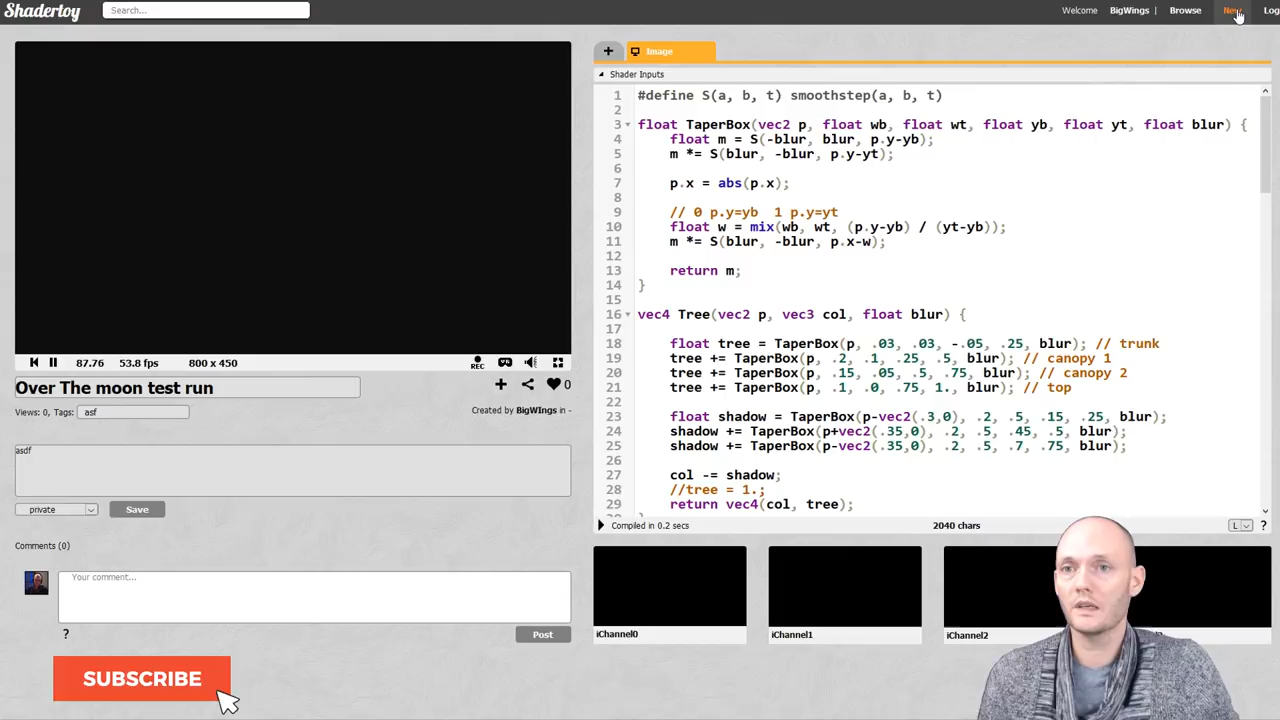 Shadertoy
Search...
Welcome BigWings | Browse New Log
+ Image
Shader Inputs
1 #define S(a, b, t) smoothstep(a, b, t)
2
3 float TaperBox(vec2 p, float wb, float wt, float yb, float yt, float blur) {
4 float m = S(-blur, blur, p.y-yb);
5 m *= S(blur, -blur, p.y-yt);
6
7 p.x = abs(p.x);
8
9 // 0 p.y=yb 1 p.y=yt
10 float w = mix(wb, wt, (p.y-yb) / (yt-yb));
11 m *= S(blur, -blur, p.x-w);
12
13 return m;
14 }
15
16 vec4 Tree(vec2 p, vec3 col, float blur) {
17
18 float tree = TaperBox(p, .03, .03, -.05, .25, blur); // trunk
19 tree += TaperBox(p, .2, .1, .25, .5, blur); // canopy 1
20 tree += TaperBox(p, .15, .05, .5, .75, blur); // canopy 2
21 tree += TaperBox(p, .1, .0, .75, 1., blur); // top
22
23 float shadow = TaperBox(p-vec2(.3,0), .2, .5, .15, .25, blur);
24 shadow += TaperBox(p+vec2(.35,0), .2, .5, .45, .5, blur);
25 shadow += TaperBox(p-vec2(.35,0), .2, .5, .7, .75, blur);
26
27 col -= shadow;
28 //tree = 1.;
29 return vec4(col, tree);
87.76 53.8 fps 800 x 450 REC
Over The moon test run
0
Views: 0, Tags: asf
Created by BigWIngs in -
asdf
private Save
Compiled in 0.2 secs 2040 chars L ?
Comments (0)
Your comment...
? Post
iChannel0 iChannel1 iChannel2
SUBSCRIBE